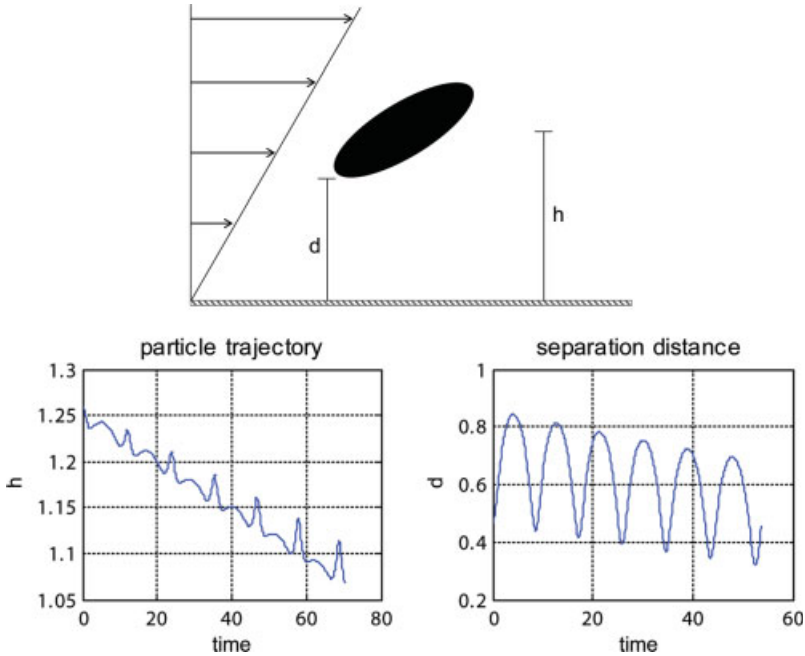 d
h
particle trajectory
1.3
1.25
1.2
1.15
1.1
1.05
h
0 20 40 60 80
time
separation distance
1
0.8
0.6
0.4
0.2
d
0 20 40 60
time